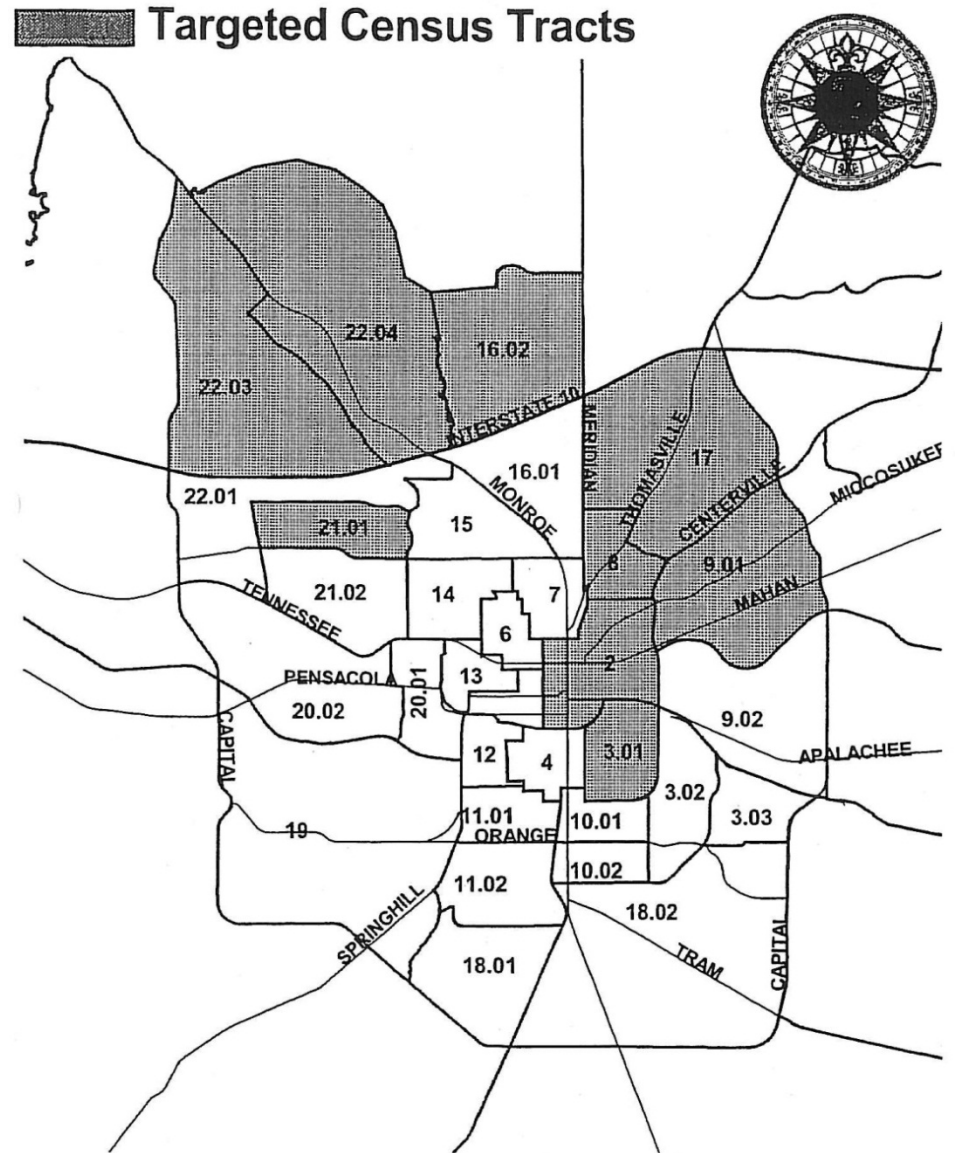 Targeted Census Tracts
22.04
16.02
22.03
INTERSTATE 10
MERIDIAN
THOMASVILLE
17
CENTERVILLE
MICCOSUKEE
16.01
MONROE
22.01
21.01
15
8
9.01
MAHAN
TENNESSEE
21.02
14
7
6
2
PENSACOLA
20.01
13
20.02
CAPITAL
9.02
APALACHEE
12
4
3.01
3.02
3.03
19
11.01
ORANGE
10.01
10.02
11.02
SPRINGHILL
18.02
TRAM
CAPITAL
18.01